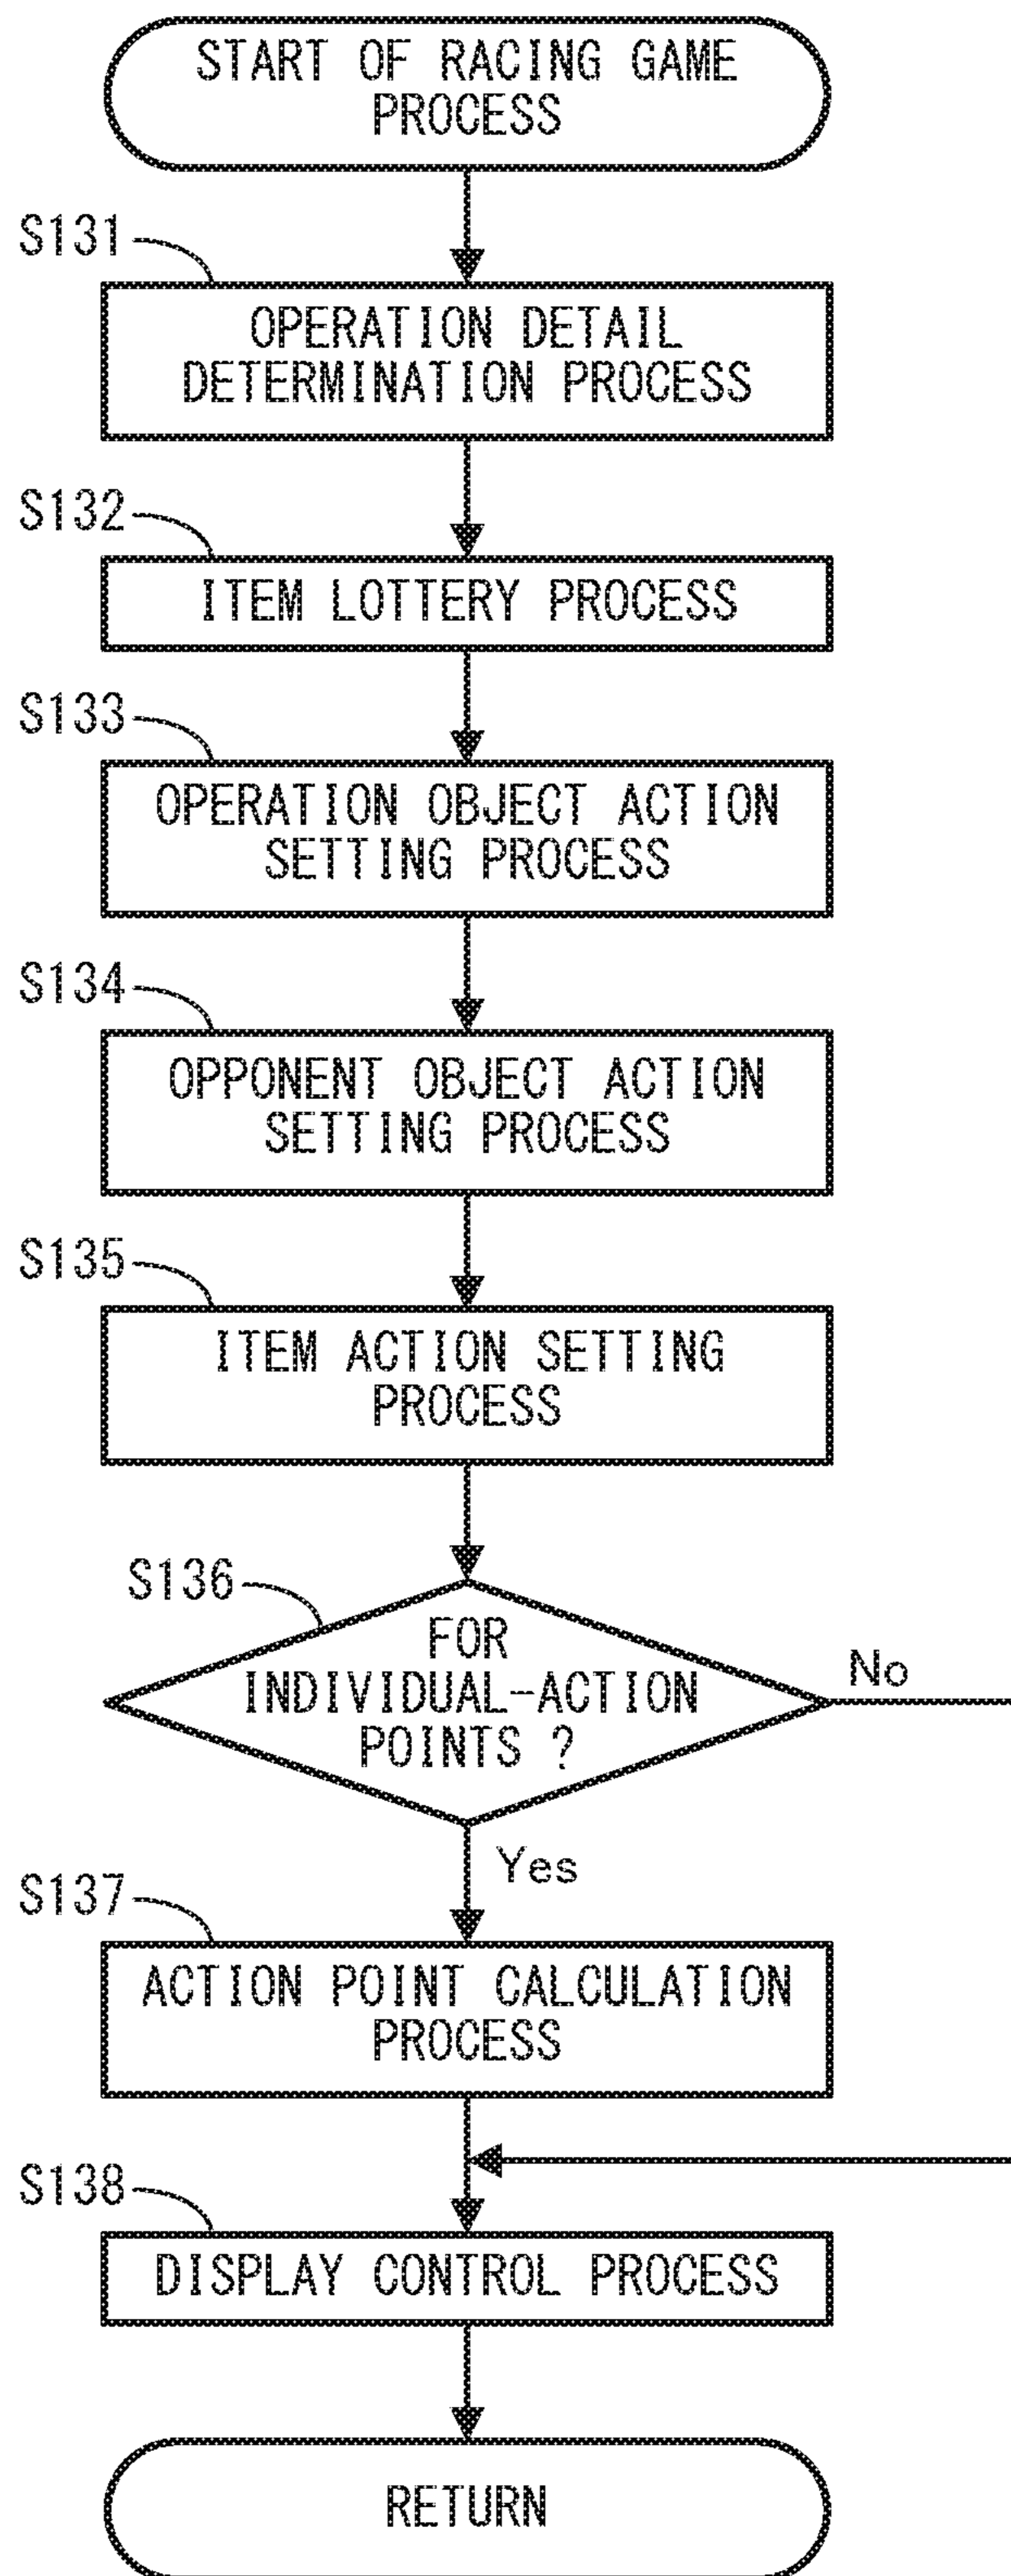 START OF RACING GAME
PROCESS
S131
OPERATION DETAIL
DETERMINATION PROCESS
S132
ITEM LOTTERY PROCESS
S133
OPERATION OBJECT ACTION
SETTING PROCESS
S134
OPPONENT OBJECT ACTION
SETTING PROCESS
S135
ITEM ACTION SETTING
PROCESS
S136
FOR
INDIVIDUAL-ACTION
POINTS ?
No
Yes
S137
ACTION POINT CALCULATION
PROCESS
S138
DISPLAY CONTROL PROCESS
RETURN